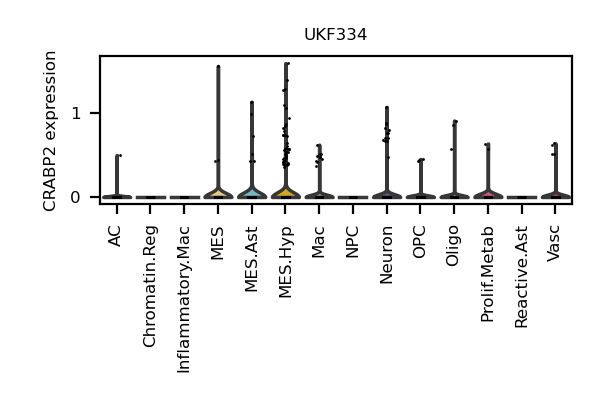 UKF334
CRABP2 expression
1
0
AC
Chromatin.Reg
Inflammatory.Mac
MES
MES.Ast
MES.Hyp
Mac
NPC
Neuron
OPC
Oligo
Prolif.Metab
Reactive.Ast
Vasc